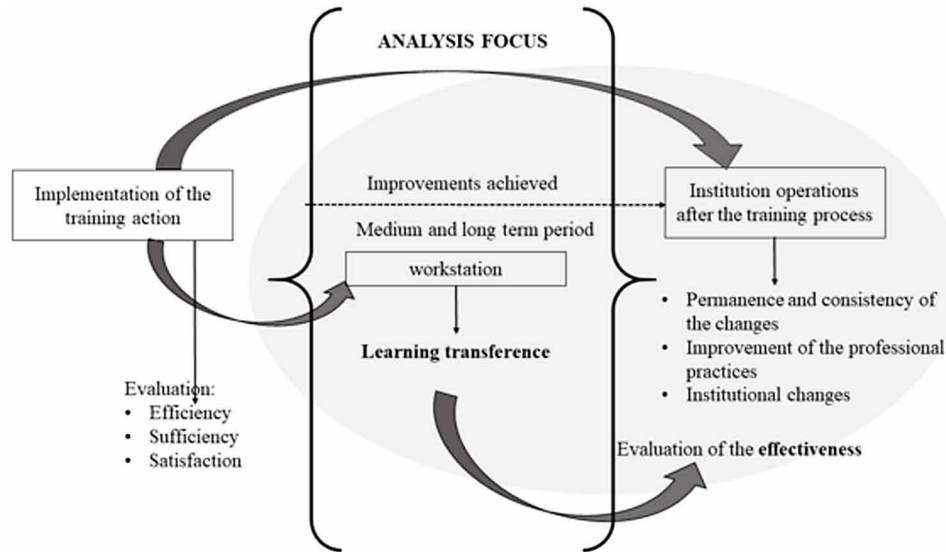 ANALYSIS FOCUS
Implementation of the
training action
Improvements achieved
Medium and long term period
workstation
Learning transference
Institution operations
after the training process
• Permanence and consistency of
the changes
• Improvement of the professional
practices
• Institutional changes
Evaluation:
• Efficiency
• Sufficiency
• Satisfaction
Evaluation of the effectiveness